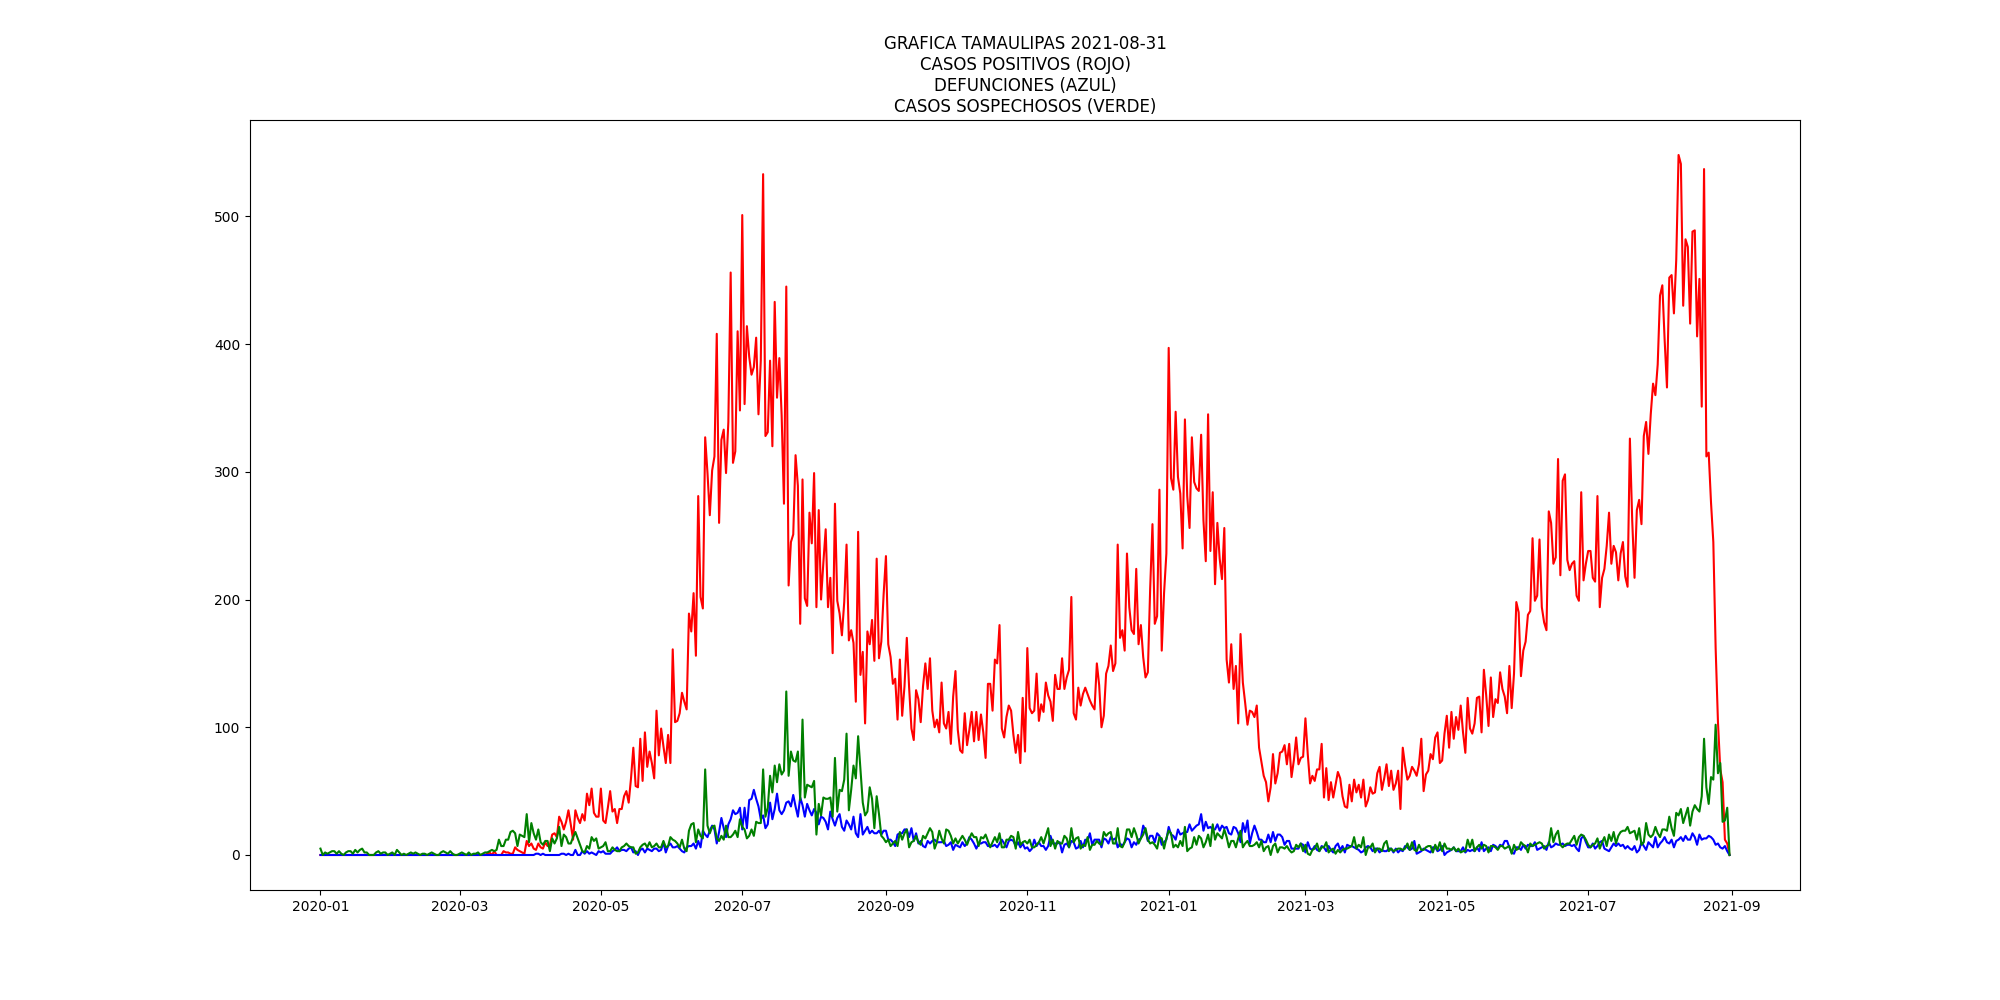 GRAFICA TAMAULIPAS 2021-08-31
CASOS POSITIVOS (ROJO)
DEFUNCIONES (AZUL)
CASOS SOSPECHOSOS (VERDE)
500
400
300
200
100
0
2020-01 2020-03 2020-05 2020-07 2020-09 2020-11 2021-01 2021-03 2021-05 2021-07 2021-09